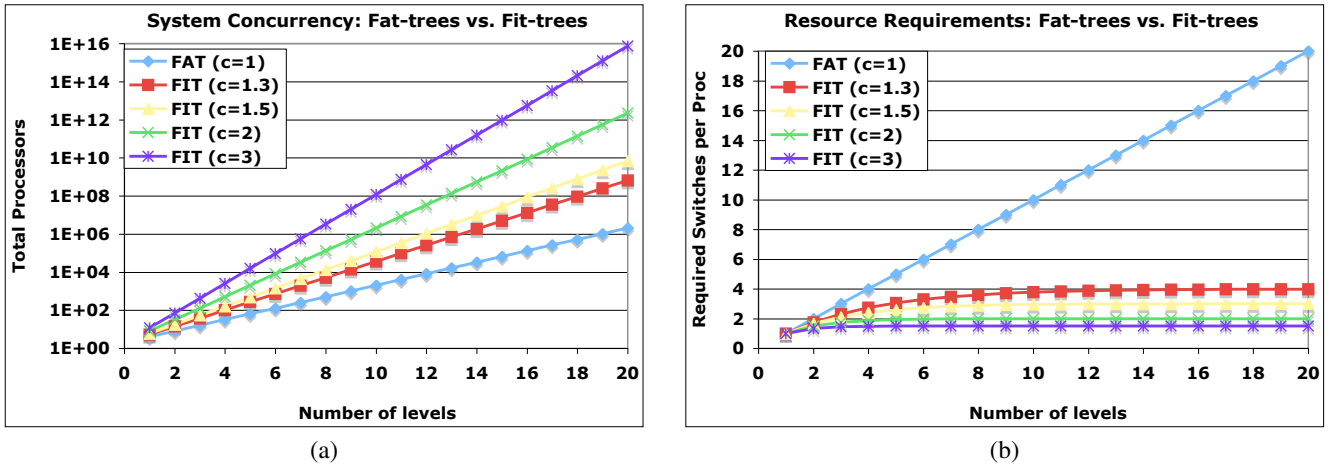 System Concurrency: Fat-trees vs. Fit-trees
1E+16
1E+14
1E+12
1E+10
1E+08
1E+06
1E+04
1E+02
1E+00
Total Processors
FAT (c=1)
FIT (c=1.3)
FIT (c=1.5)
FIT (c=2)
FIT (c=3)
0 2 4 6 8 10 12 14 16 18 20
Number of levels
(a)
Resource Requirements: Fat-trees vs. Fit-trees
20
18
16
14
12
10
8
6
4
2
0
Required Switches per Proc
FAT (c=1)
FIT (c=1.3)
FIT (c=1.5)
FIT (c=2)
FIT (c=3)
0 2 4 6 8 10 12 14 16 18 20
Number of levels
(b)